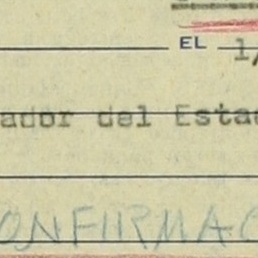 EL 1/
ador del Esta
ONFIRMAC